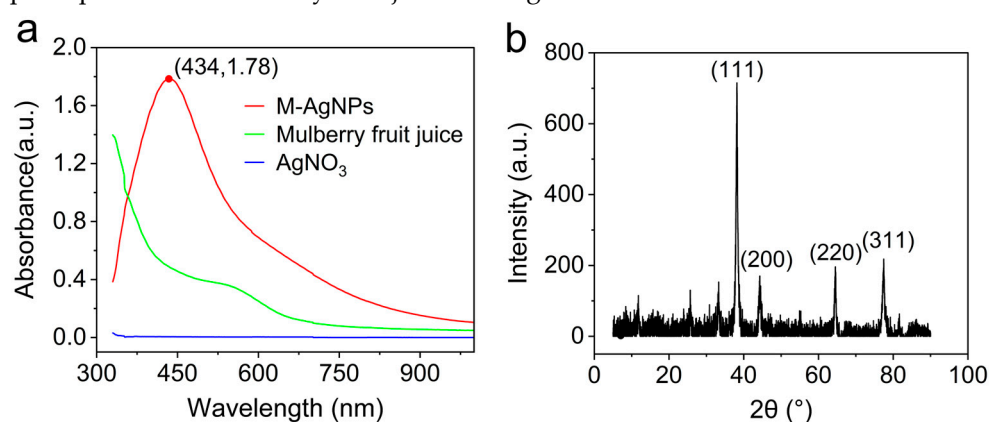 a
2.0
1.6
1.2
0.8
0.4
0.0
Absorbance(a.u.)
(434,1.78)
M-AgNPs
Mulberry fruit juice
AgNO₃
300 450 600 750 900
Wavelength (nm)
b
800
600
400
200
0
Intensity (a.u.)
(111)
(200)
(220)
(311)
0 20 40 60 80 100
2θ (°)